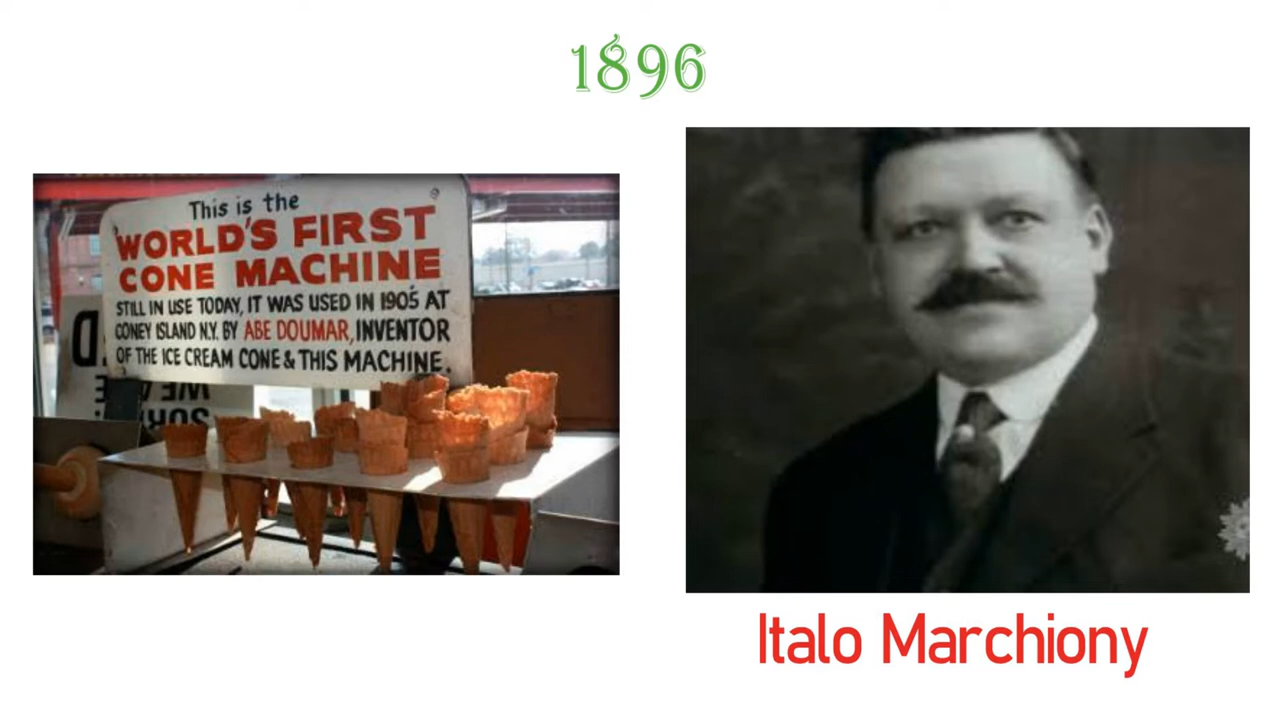 1896
This is the
WORLD'S FIRST
CONE MACHINE
STILL IN USE TODAY, IT WAS USED IN 1905 AT
CONEY ISLAND N.Y. BY ABE DOUMAR, INVENTOR
OF THE ICE CREAM CONE & THIS MACHINE.
Italo Marchiony